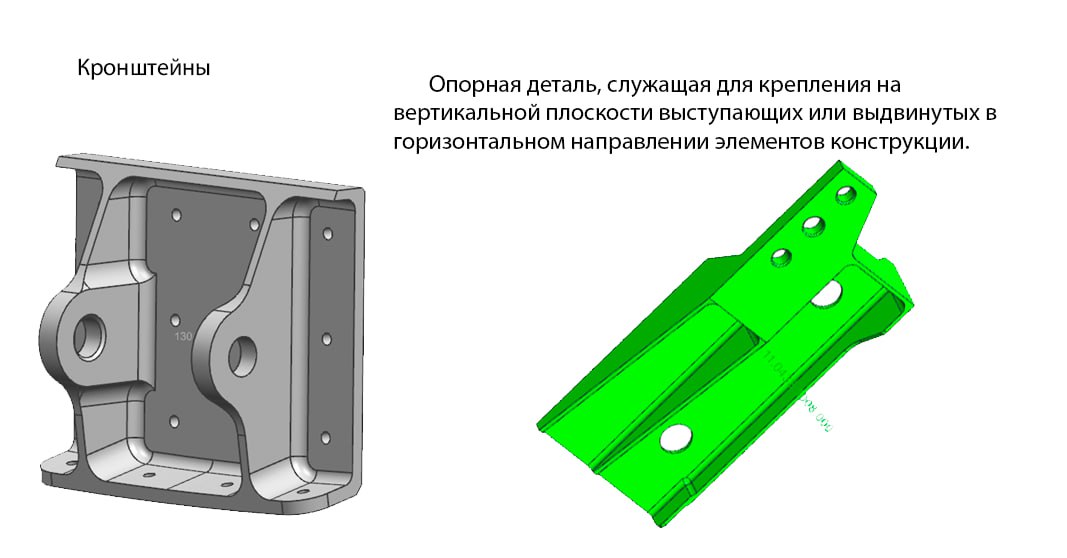 Кронштейны
Опорная деталь, служащая для крепления на
вертикальной плоскости выступающих или выдвинутых в
горизонтальном направлении элементов конструкции.
130